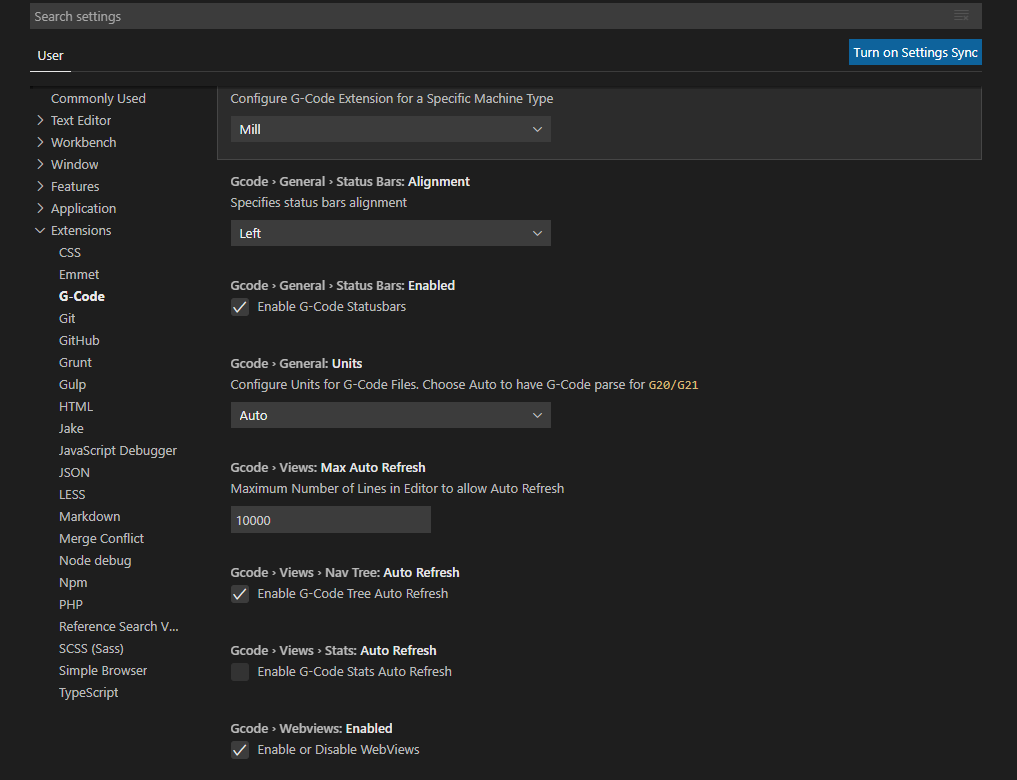 Search settings
User
Turn on Settings Sync
Commonly Used
Text Editor
Workbench
Window
Features
Application
Extensions
CSS
Emmet
G-Code
Git
GitHub
Grunt
Gulp
HTML
Jake
JavaScript Debugger
JSON
LESS
Markdown
Merge Conflict
Node debug
Npm
PHP
Reference Search V...
SCSS (Sass)
Simple Browser
TypeScript
Configure G-Code Extension for a Specific Machine Type
Mill
Gcode › General › Status Bars: Alignment
Specifies status bars alignment
Left
Gcode › General › Status Bars: Enabled
Enable G-Code Statusbars
Gcode › General: Units
Configure Units for G-Code Files. Choose Auto to have G-Code parse for G20/G21
Auto
Gcode › Views: Max Auto Refresh
Maximum Number of Lines in Editor to allow Auto Refresh
10000
Gcode › Views › Nav Tree: Auto Refresh
Enable G-Code Tree Auto Refresh
Gcode › Views › Stats: Auto Refresh
Enable G-Code Stats Auto Refresh
Gcode › Webviews: Enabled
Enable or Disable WebViews